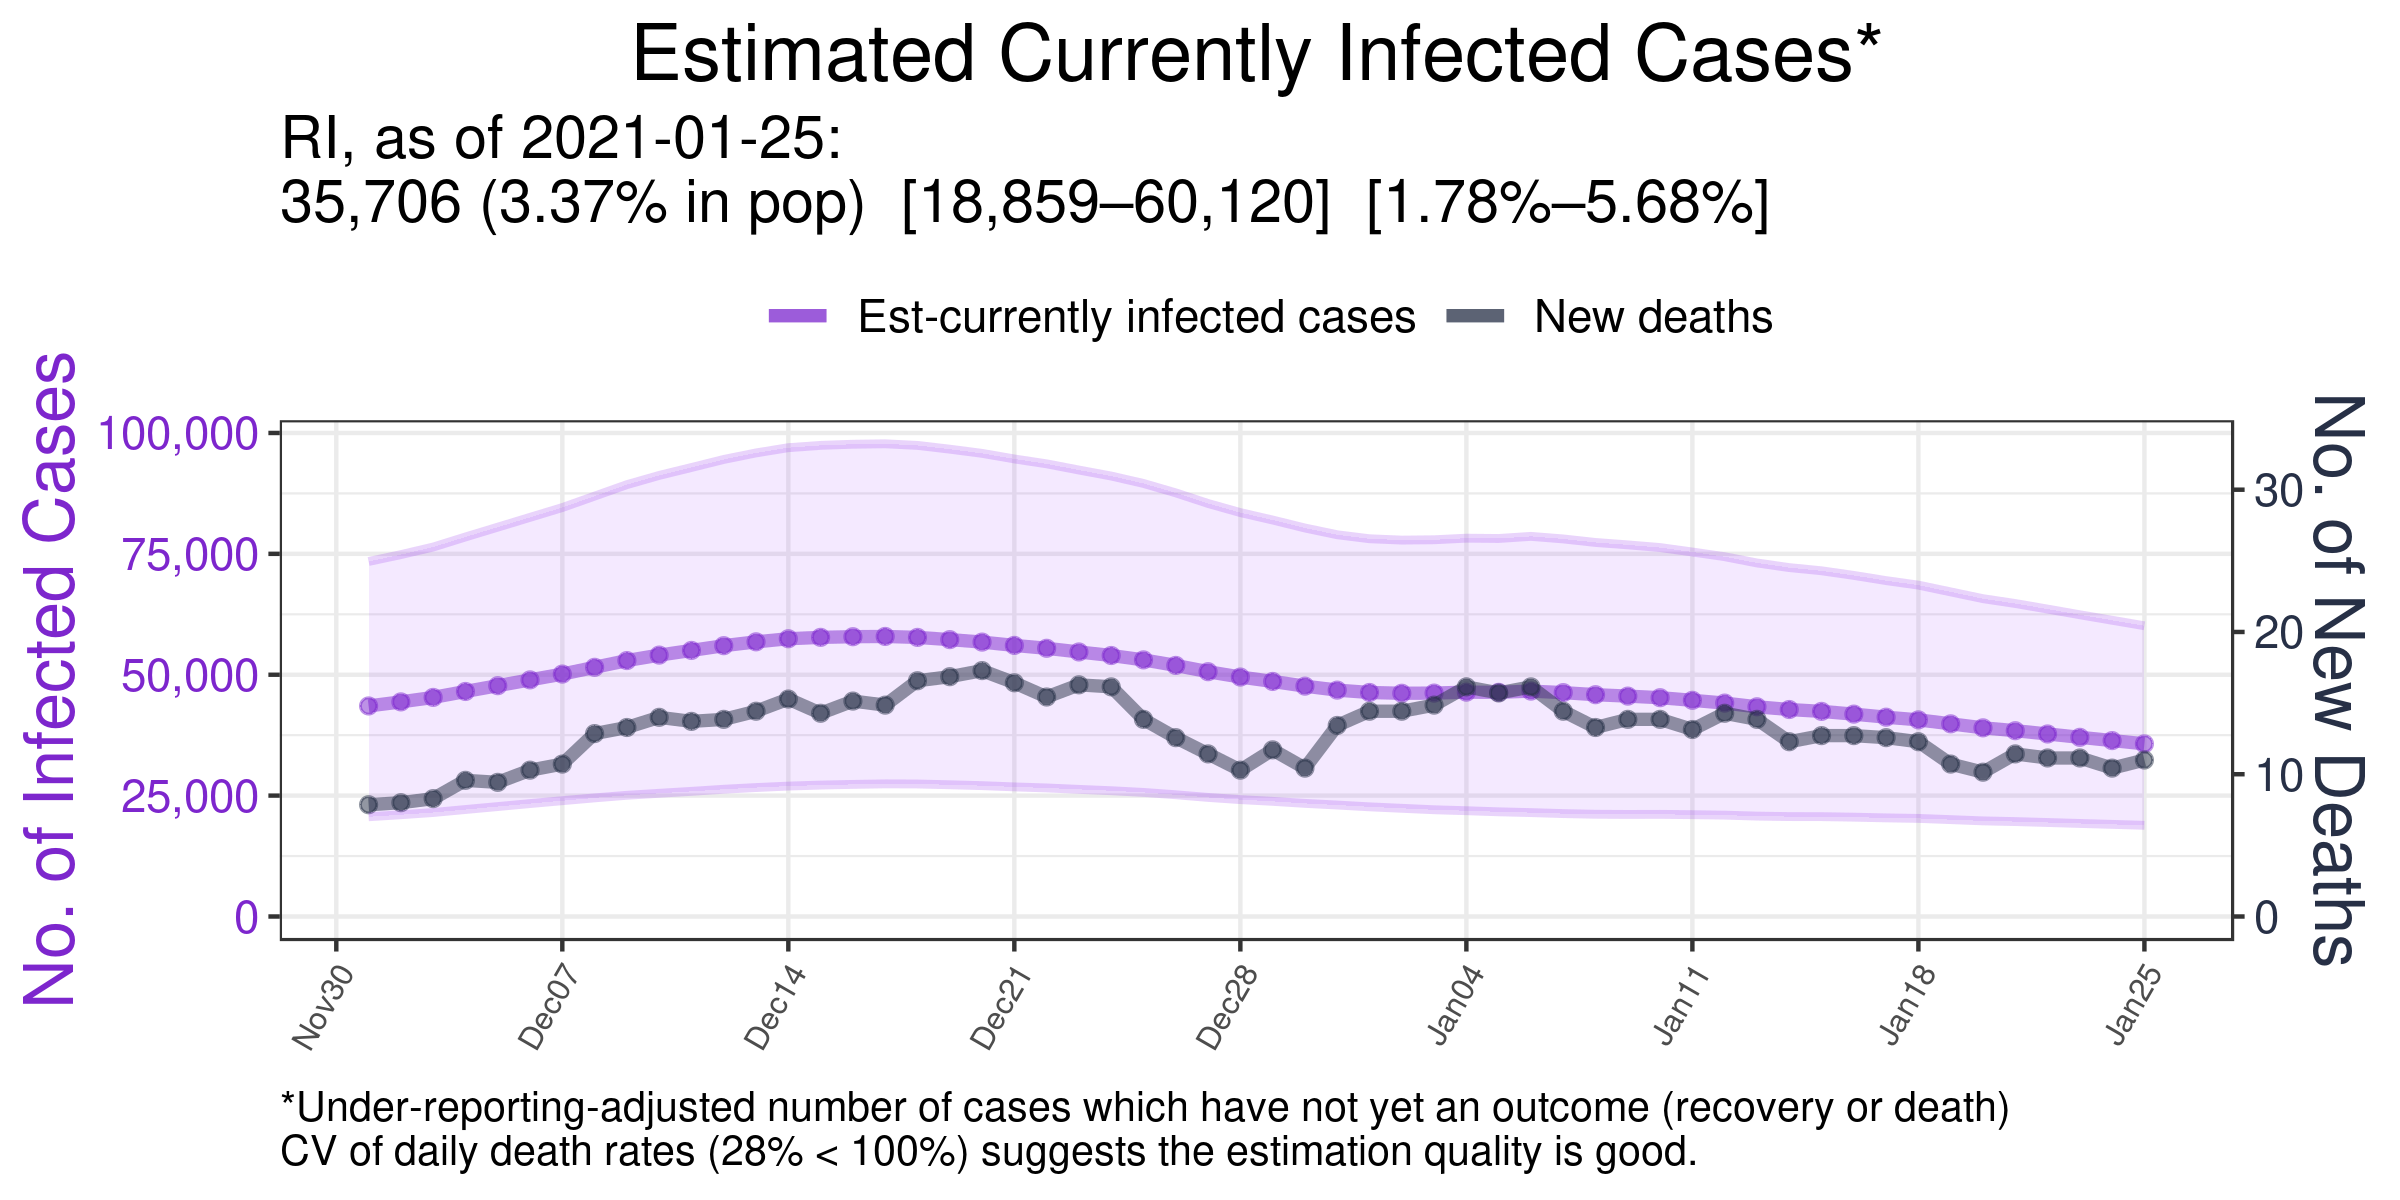 Estimated Currently Infected Cases*
RI, as of 2021-01-25:
35,706 (3.37% in pop)  [18,859–60,120]  [1.78%–5.68%]
Est-currently infected cases
New deaths
No. of Infected Cases
100,000
75,000
50,000
25,000
0
30
20
10
0
No. of New Deaths
Nov30
Dec07
Dec14
Dec21
Dec28
Jan04
Jan11
Jan18
Jan25
*Under-reporting-adjusted number of cases which have not yet an outcome (recovery or death)
CV of daily death rates (28% < 100%) suggests the estimation quality is good.